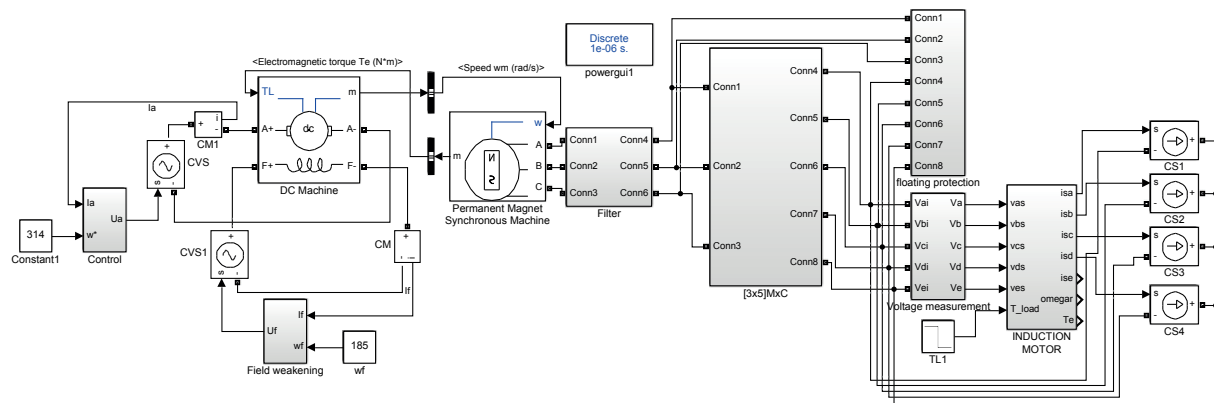 Discrete
1e-06 s.
powergui1
<Electromagnetic torque Te (N*m)>
<Speed wm (rad/s)>
TL
m
dc
A+
A-
F+
F-
DC Machine
Ia
i
+
-
CM1
+
-
s
CVS
Ia
w*
Ua
Control
314
Constant1
+
-
s
CVS1
+
-
i
CM
If
If
wf
Uf
Field weakening
185
wf
w
m
N
S
A
B
C
Permanent Magnet
Synchronous Machine
Conn1
Conn2
Conn3
Conn4
Conn5
Conn6
Filter
Conn1
Conn2
Conn3
Conn4
Conn5
Conn6
Conn7
Conn8
[3x5]MxC
Conn1
Conn2
Conn3
Conn4
Conn5
Conn6
Conn7
Conn8
floating protection
Vai
Vbi
Vci
Vdi
Vei
Va
Vb
Vc
Vd
Ve
Voltage measurement
TL1
vas
vbs
vcs
vds
ves
T_load
isa
isb
isc
isd
ise
omegar
Te
INDUCTION
MOTOR
s
-
+
CS1
s
-
+
CS2
s
-
+
CS3
s
-
+
CS4